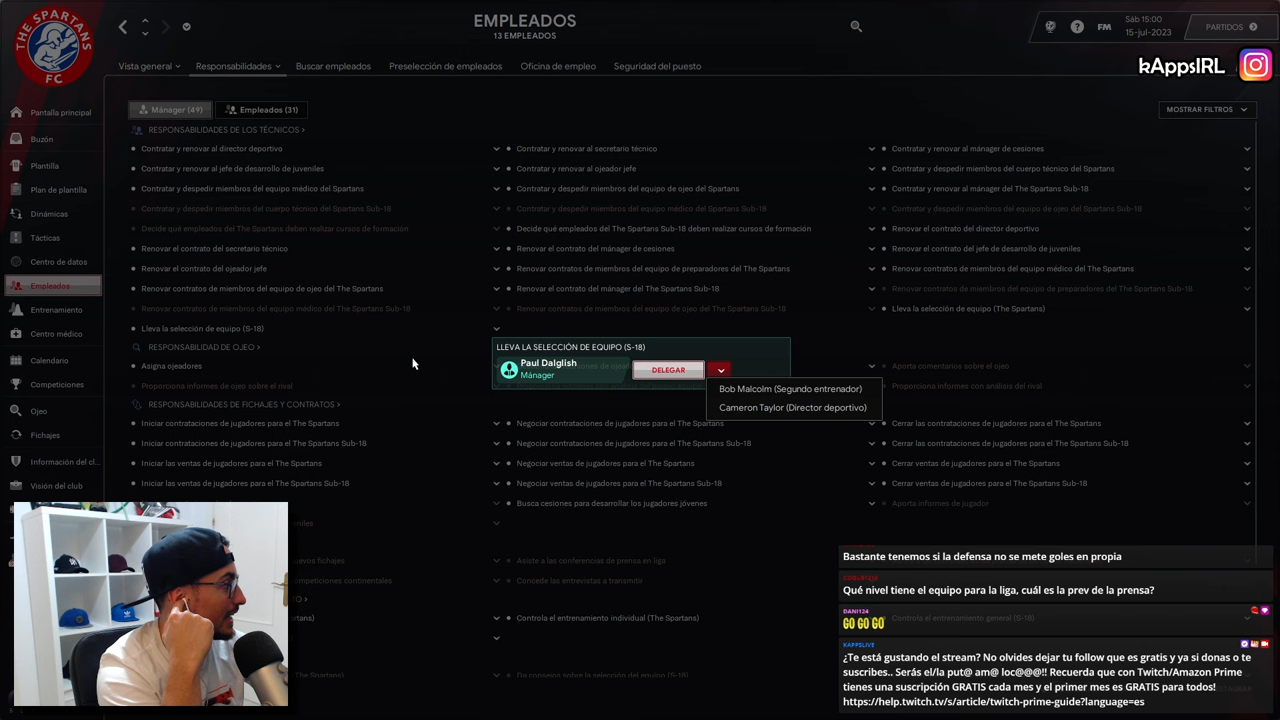 THE SPARTANS
FC
EMPLEADOS
13 EMPLEADOS
FM
Sáb 15:00
15-jul-2023
PARTIDOS
kAppsIRL
Vista general
Responsabilidades
Buscar empleados
Preselección de empleados
Oficina de empleo
Seguridad del puesto
Mánager (49)
Empleados (31)
MOSTRAR FILTROS
Pantalla principal
Buzón
Plantilla
Plan de plantilla
Dinámicas
Tácticas
Centro de datos
Empleados
Entrenamiento
Centro médico
Calendario
Competiciones
Ojeo
Fichajes
Información del cl...
Visión del club
RESPONSABILIDADES DE LOS TÉCNICOS >
Contratar y renovar al director deportivo
Contratar y renovar al secretario técnico
Contratar y renovar al mánager de cesiones
Contratar y renovar al jefe de desarrollo de juveniles
Contratar y renovar al ojeador jefe
Contratar y despedir miembros del cuerpo técnico del Spartans
Contratar y despedir miembros del equipo médico del Spartans
Contratar y despedir miembros del equipo de ojeo del Spartans
Contratar y renovar al mánager del The Spartans Sub-18
Contratar y despedir miembros del cuerpo técnico del Spartans Sub-18
Contratar y despedir miembros del equipo médico del Spartans Sub-18
Contratar y despedir miembros del equipo de ojeo del Spartans Sub-18
Decide qué empleados del The Spartans deben realizar cursos de formación
Decide qué empleados del The Spartans Sub-18 deben realizar cursos de formación
Renovar el contrato del director deportivo
Renovar el contrato del secretario técnico
Renovar el contrato del mánager de cesiones
Renovar el contrato del jefe de desarrollo de juveniles
Renovar el contrato del ojeador jefe
Renovar contratos de miembros del equipo de preparadores del The Spartans
Renovar contratos de miembros del equipo médico del The Spartans
Renovar contratos de miembros del equipo de ojeo del The Spartans
Renovar el contrato del mánager del The Spartans Sub-18
Renovar contratos de miembros del equipo de preparadores del The Spartans Sub-18
Renovar contratos de miembros del equipo médico del The Spartans Sub-18
Renovar contratos de miembros del equipo de ojeo del The Spartans Sub-18
Lleva la selección de equipo (The Spartans)
Lleva la selección de equipo (S-18)
RESPONSABILIDAD DE OJEO >
LLEVA LA SELECCIÓN DE EQUIPO (S-18)
Paul Dalglish
Mánager
DELEGAR
Bob Malcolm (Segundo entrenador)
Cameron Taylor (Director deportivo)
Asigna ojeadores
Aporta comentarios sobre el ojeo
Proporciona informes de ojeo sobre el rival
Proporciona informes con análisis del rival
RESPONSABILIDADES DE FICHAJES Y CONTRATOS >
Iniciar contrataciones de jugadores para el The Spartans
Negociar contrataciones de jugadores para el The Spartans
Cerrar las contrataciones de jugadores para el The Spartans
Iniciar contrataciones de jugadores para el The Spartans Sub-18
Negociar contrataciones de jugadores para el The Spartans Sub-18
Cerrar las contrataciones de jugadores para el The Spartans Sub-18
Iniciar las ventas de jugadores para el The Spartans
Negociar ventas de jugadores para el The Spartans
Cerrar ventas de jugadores para el The Spartans
Iniciar las ventas de jugadores para el The Spartans Sub-18
Negociar ventas de jugadores para el The Spartans Sub-18
Cerrar ventas de jugadores para el The Spartans Sub-18
Busca cesiones para desarrollar los jugadores jóvenes
Aporta informes de jugador
niles
uevos fichajes
Asiste a las conferencias de prensa en liga
mpeticiones continentales
Concede las entrevistas a transmitir
O >
tans)
Controla el entrenamiento individual (The Spartans)
Controla el entrenamiento general (S-18)
he Spartans)
Da consejos sobre la selección del equipo (S-18)
Bastante tenemos si la defensa no se mete goles en propia
Qué nivel tiene el equipo para la liga, cuál es la prev de la prensa?
DANI124
GO GO GO
KAPPSLIVE
¿Te está gustando el stream? No olvides dejar tu follow que es gratis y ya si donas o te
suscribes.. Serás el/la put@ am@ loc@@@!! Recuerda que con Twitch/Amazon Prime
tienes una suscripción GRATIS cada mes y el primer mes es GRATIS para todos!
https://help.twitch.tv/s/article/twitch-prime-guide?language=es